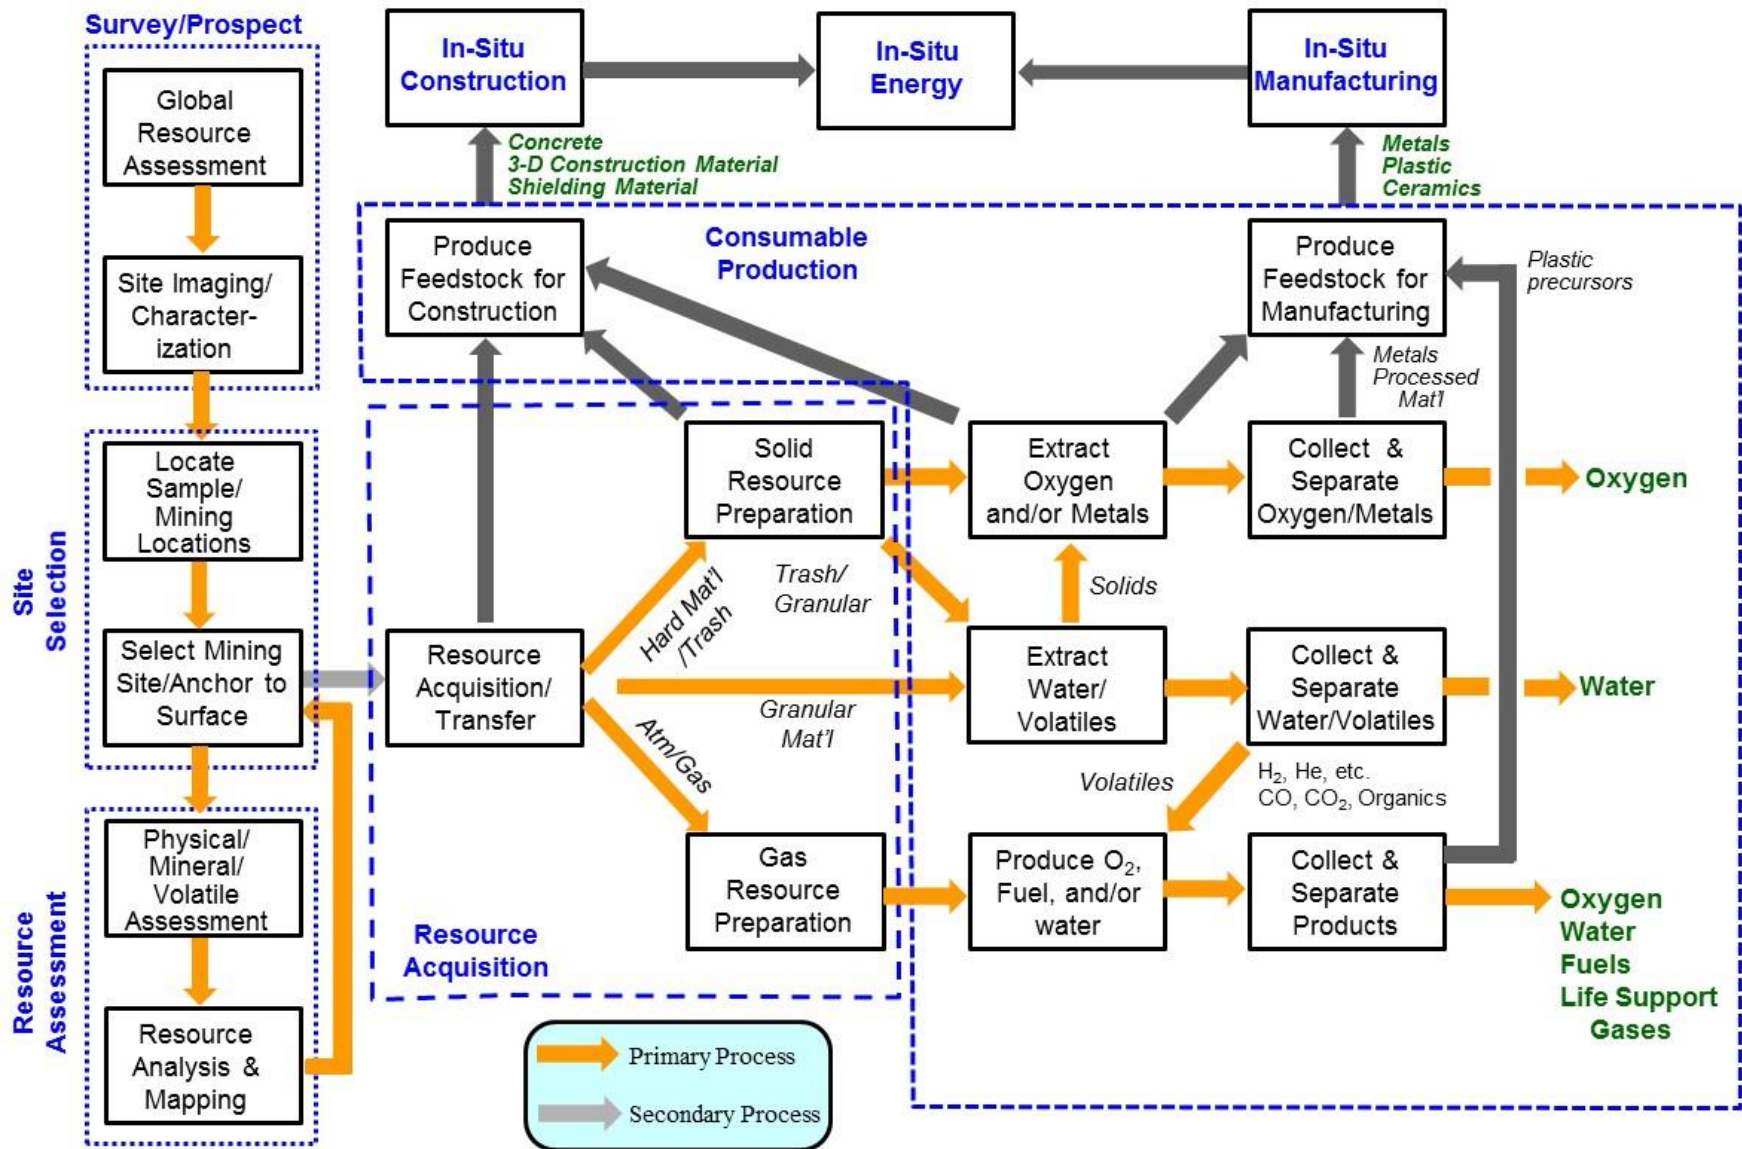 Survey/Prospect
Global
Resource
Assessment
Site Imaging/
Character-
ization
Site
Selection
Locate
Sample/
Mining
Locations
Select Mining
Site/Anchor to
Surface
Resource
Assessment
Physical/
Mineral/
Volatile
Assessment
Resource
Analysis &
Mapping
In-Situ
Construction
In-Situ
Energy
In-Situ
Manufacturing
Concrete
3-D Construction Material
Shielding Material
Metals
Plastic
Ceramics
Produce
Feedstock for
Construction
Consumable
Production
Produce
Feedstock for
Manufacturing
Plastic
precursors
Metals
Processed
Mat'l
Solid
Resource
Preparation
Extract
Oxygen
and/or Metals
Collect &
Separate
Oxygen/Metals
Oxygen
Hard Mat'l
/Trash
Trash/
Granular
Solids
Resource
Acquisition/
Transfer
Granular
Mat'l
Extract
Water/
Volatiles
Collect &
Separate
Water/Volatiles
Water
Atm/Gas
Volatiles
H₂, He, etc.
CO, CO₂, Organics
Gas
Resource
Preparation
Produce O₂,
Fuel, and/or
water
Collect &
Separate
Products
Oxygen
Water
Fuels
Life Support
Gases
Resource
Acquisition
Primary Process
Secondary Process